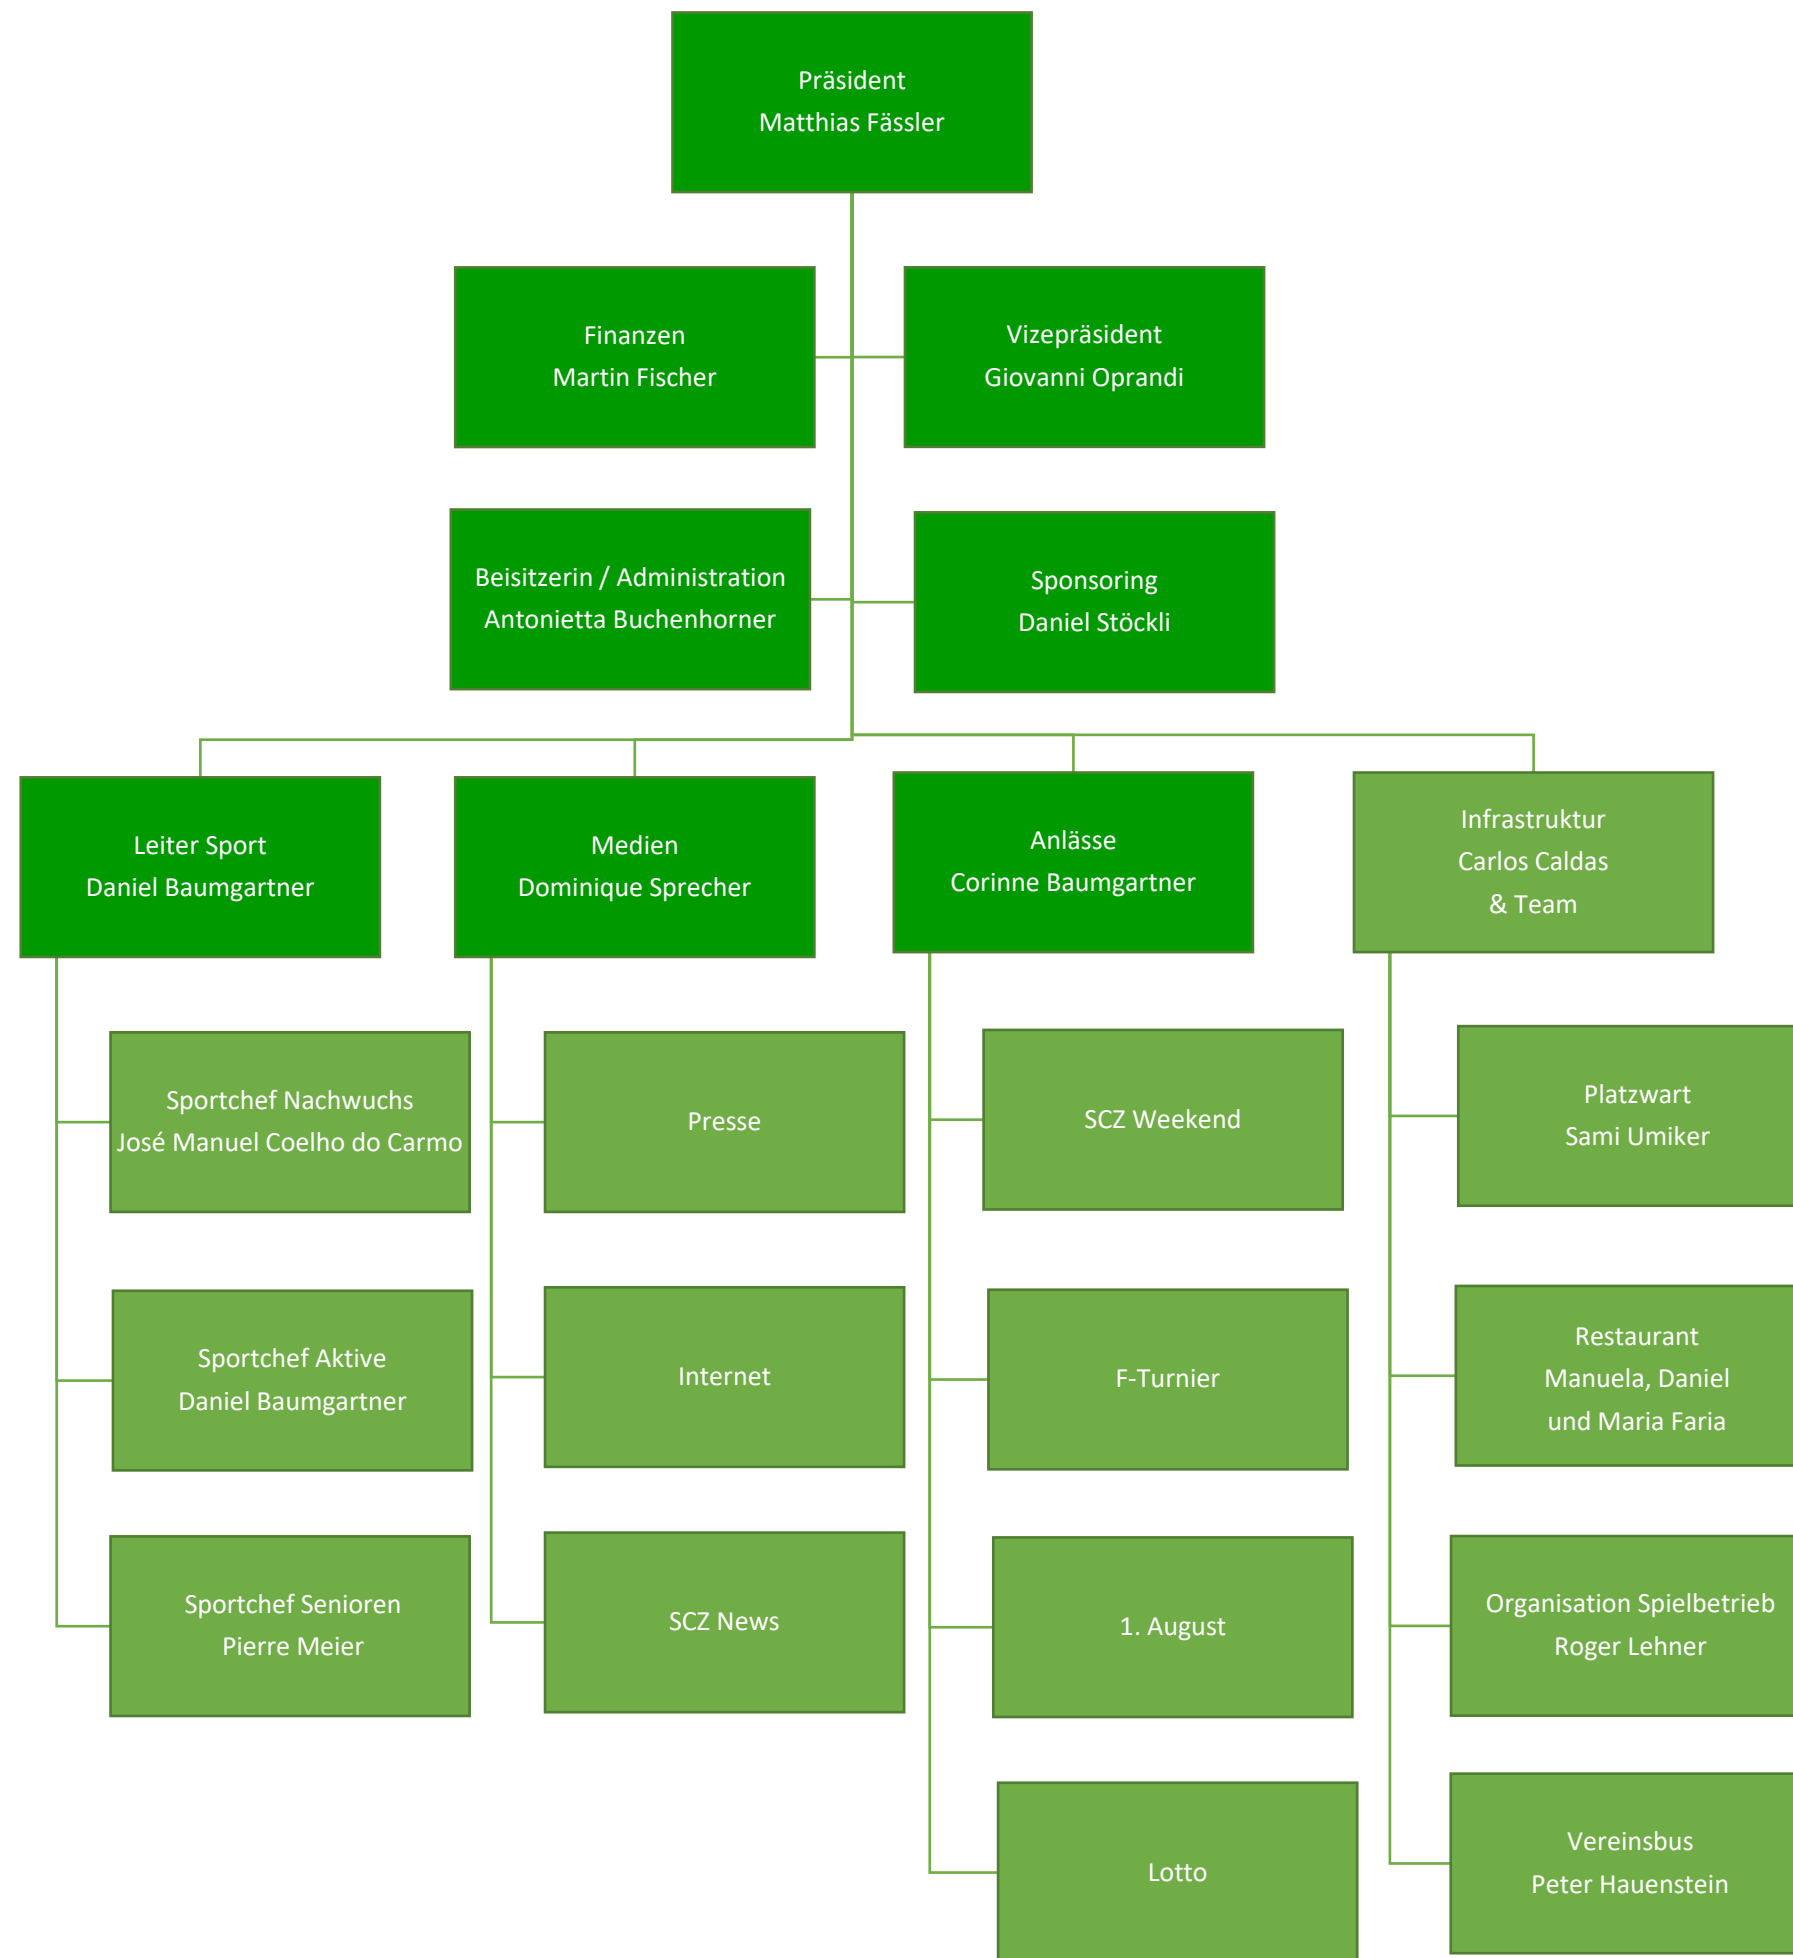 Präsident
Matthias Fässler
Finanzen
Martin Fischer
Vizepräsident
Giovanni Oprandi
Beisitzerin / Administration
Antonietta Buchenhorner
Sponsoring
Daniel Stöckli
Leiter Sport
Daniel Baumgartner
Medien
Dominique Sprecher
Anlässe
Corinne Baumgartner
Infrastruktur
Carlos Caldas
& Team
Sportchef Nachwuchs
José Manuel Coelho do Carmo
Presse
SCZ Weekend
Platzwart
Sami Umiker
Sportchef Aktive
Daniel Baumgartner
Internet
F-Turnier
Restaurant
Manuela, Daniel
und Maria Faria
Sportchef Senioren
Pierre Meier
SCZ News
1. August
Organisation Spielbetrieb
Roger Lehner
Lotto
Vereinsbus
Peter Hauenstein